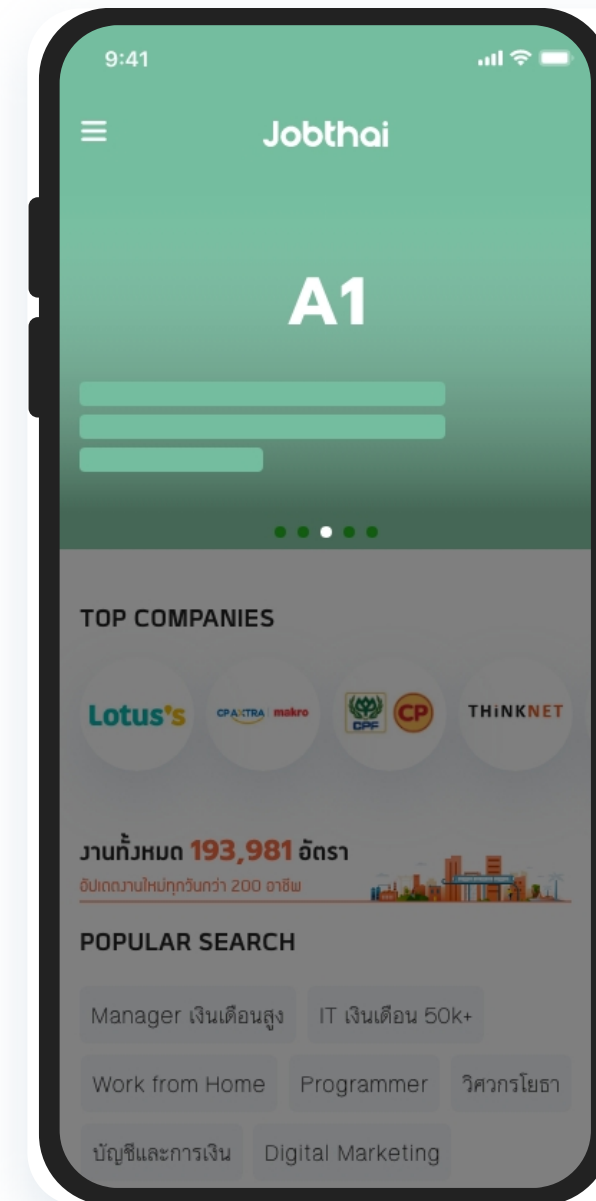 9:41
Jobthai
A1
TOP COMPANIES
Lotus's
CP AXTRA makro
CPF CP
THiNKNET
งานทั้งหมด 193,981 อัตรา
อัปเดตงานใหม่ทุกวันกว่า 200 อาชีพ
POPULAR SEARCH
Manager เงินเดือนสูง IT เงินเดือน 50k+
Work from Home Programmer วิศวกรโยธา
บัญชีและการเงิน Digital Marketing